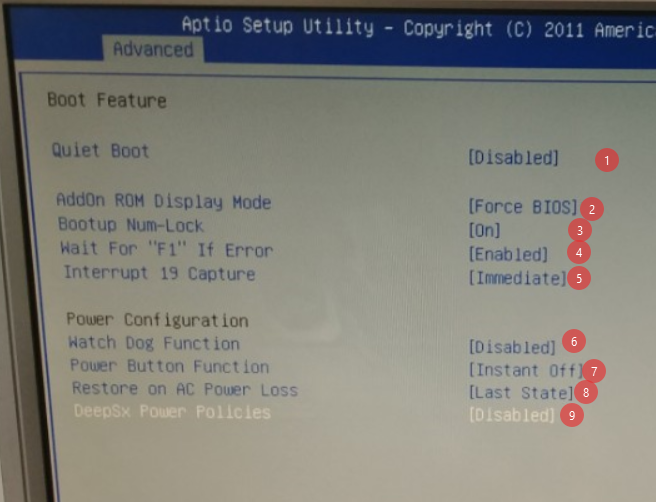 Aptio Setup Utility – Copyright (C) 2011 Americ
Advanced
Boot Feature
Quiet Boot [Disabled] 1
AddOn ROM Display Mode [Force BIOS] 2
Bootup Num-Lock [On] 3
Wait For "F1" If Error [Enabled] 4
Interrupt 19 Capture [Immediate] 5
Power Configuration
Watch Dog Function [Disabled] 6
Power Button Function [Instant Off] 7
Restore on AC Power Loss [Last State] 8
DeepSx Power Policies [Disabled] 9